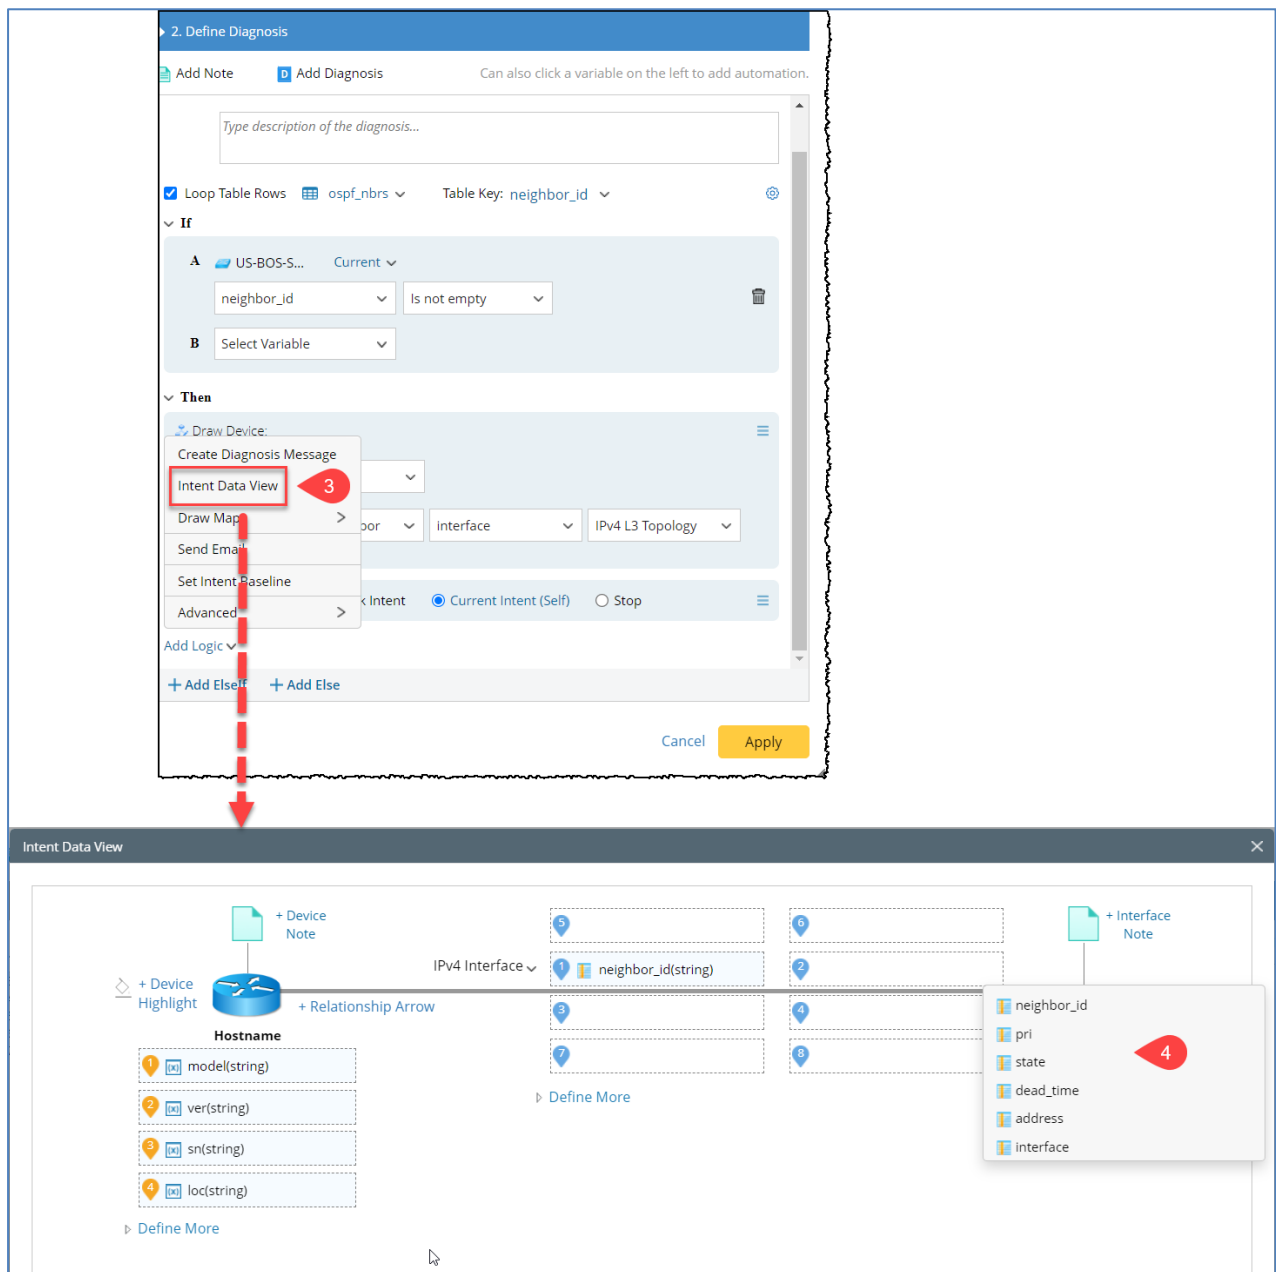 2. Define Diagnosis
Add Note D Add Diagnosis Can also click a variable on the left to add automation.
Type description of the diagnosis...
Loop Table Rows ospf_nbrs Table Key: neighbor_id
If
A US-BOS-S... Current
neighbor_id Is not empty
B Select Variable
Then
Draw Device:
Create Diagnosis Message
Intent Data View 3
Draw Map
interface IPv4 L3 Topology
Send Email
Set Intent Baseline
Intent Current Intent (Self) Stop
Advanced
Add Logic
+ Add ElseIf + Add Else
Cancel Apply
Intent Data View
+ Device Note
5 6
+ Interface Note
IPv4 Interface 1 neighbor_id(string) 2
+ Device Highlight
+ Relationship Arrow
3 4
Hostname
7 8
1 (x) model(string)
2 (x) ver(string)
3 (x) sn(string)
4 (x) loc(string)
Define More
Define More
neighbor_id
pri
state
4
dead_time
address
interface